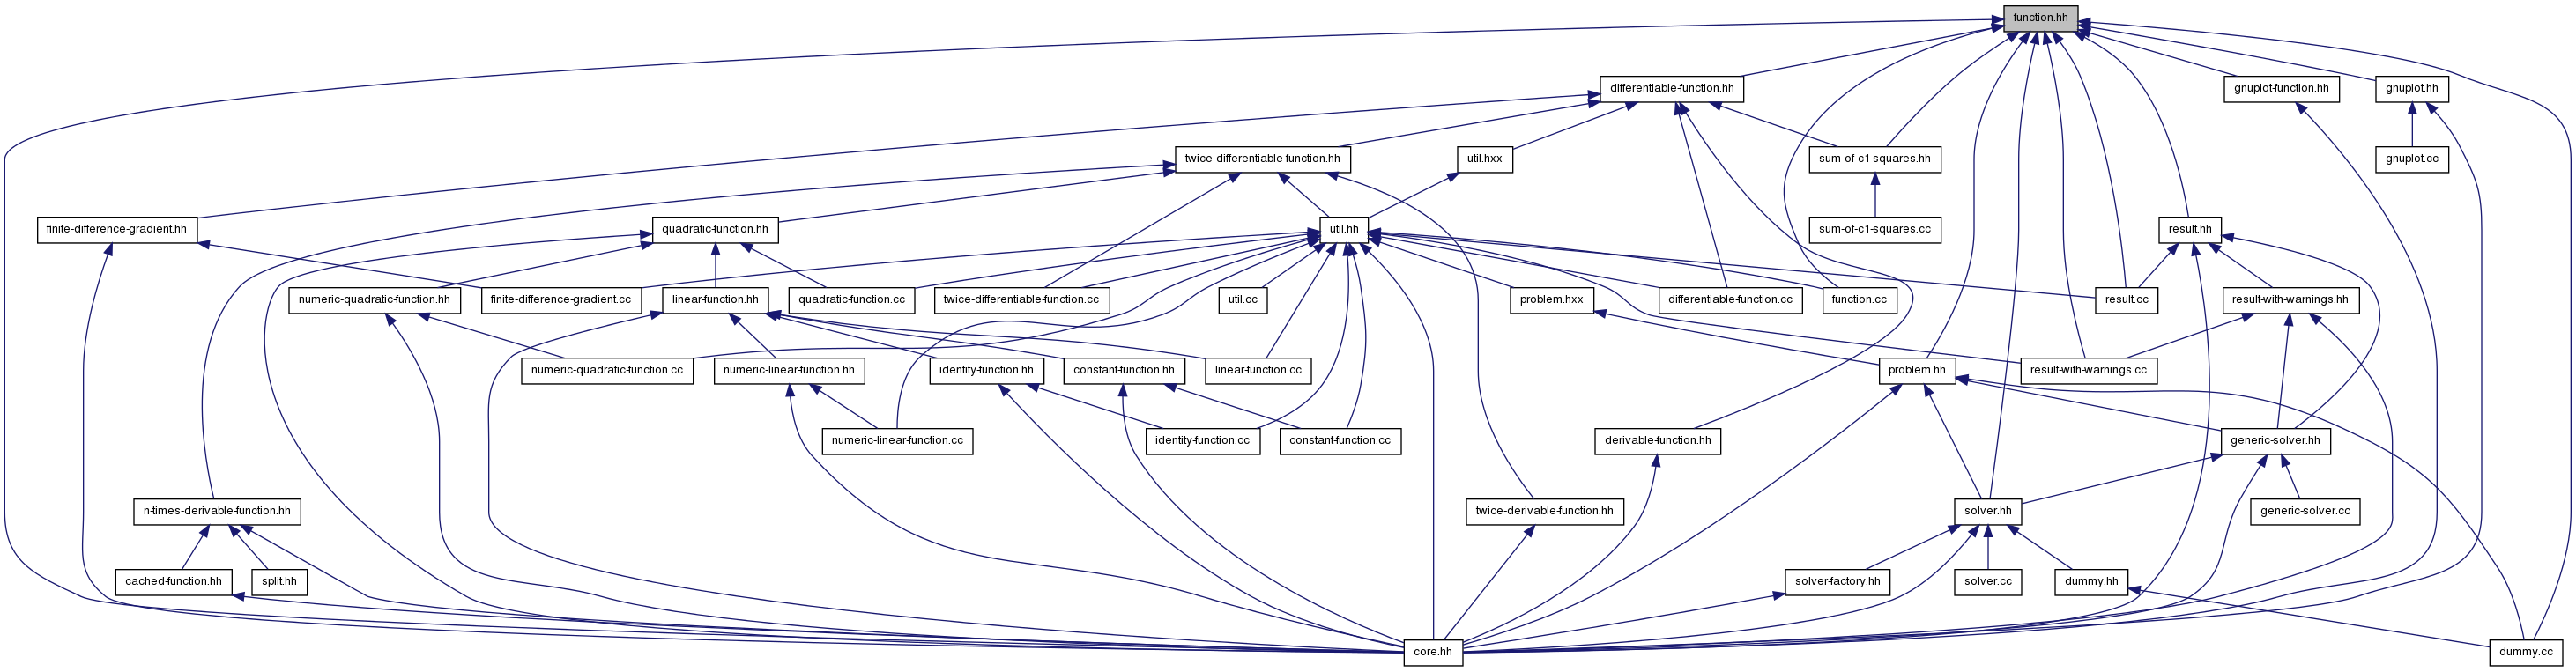 function.hh
differentiable-function.hh
gnuplot-function.hh
gnuplot.hh
twice-differentiable-function.hh
util.hxx
sum-of-c1-squares.hh
gnuplot.cc
finite-difference-gradient.hh
quadratic-function.hh
util.hh
sum-of-c1-squares.cc
result.hh
numeric-quadratic-function.hh
finite-difference-gradient.cc
linear-function.hh
quadratic-function.cc
twice-differentiable-function.cc
util.cc
problem.hxx
differentiable-function.cc
function.cc
result.cc
result-with-warnings.hh
numeric-quadratic-function.cc
numeric-linear-function.hh
identity-function.hh
constant-function.hh
linear-function.cc
problem.hh
result-with-warnings.cc
numeric-linear-function.cc
identity-function.cc
constant-function.cc
derivable-function.hh
generic-solver.hh
n-times-derivable-function.hh
twice-derivable-function.hh
solver.hh
generic-solver.cc
cached-function.hh
split.hh
solver-factory.hh
solver.cc
dummy.hh
core.hh
dummy.cc